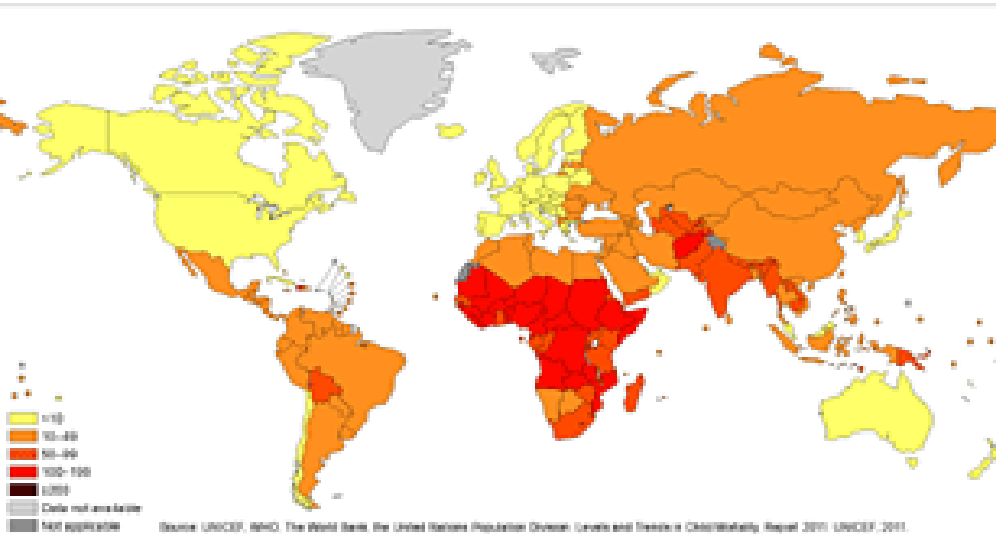 <10
10-49
50-99
100-199
≥200
Data not available
Not applicable
Source: UNICEF, WHO, The World Bank, the United Nations Population Division. Levels and Trends in Child Mortality. Report 2011. UNICEF, 2011.